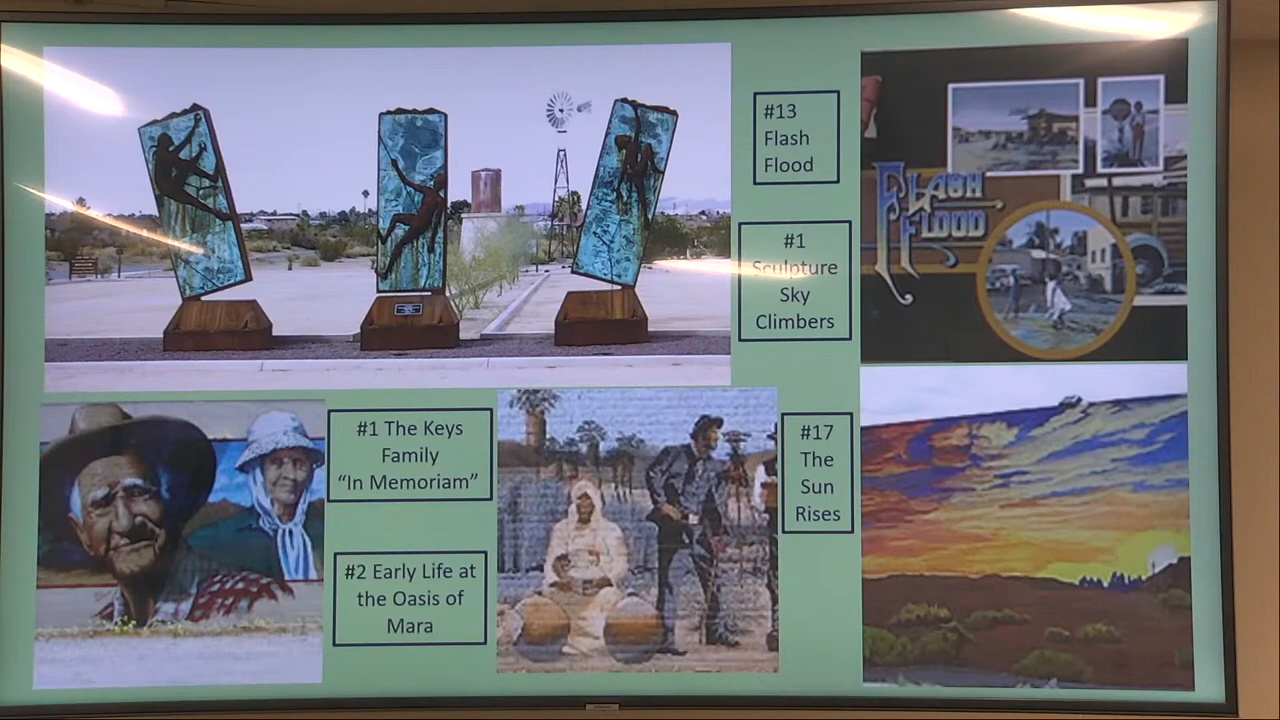 #13
Flash
Flood
FLASH
FLOOD
#1
Sculpture
Sky
Climbers
#1 The Keys
Family
“In Memoriam”
#17
The
Sun
Rises
#2 Early Life at
the Oasis of
Mara